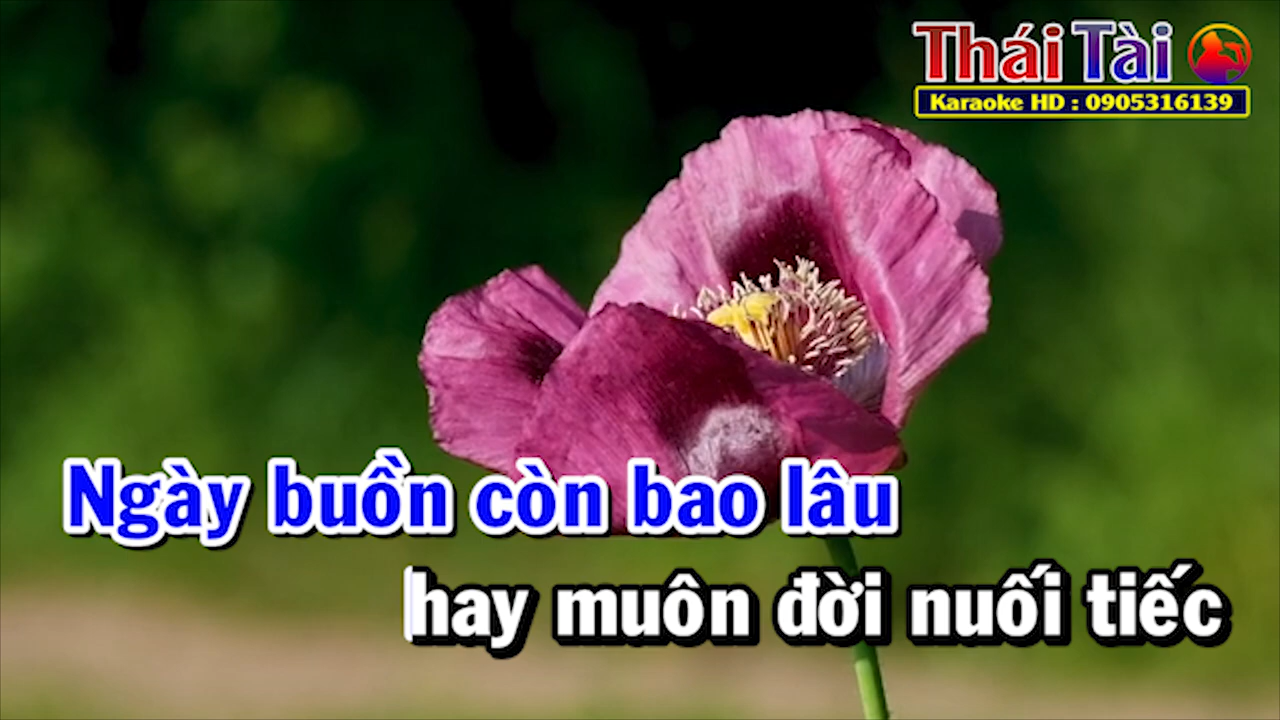 Thái Tài
Karaoke HD : 0905316139
Ngày buồn còn bao lâu
hay muôn đời nuối tiếc